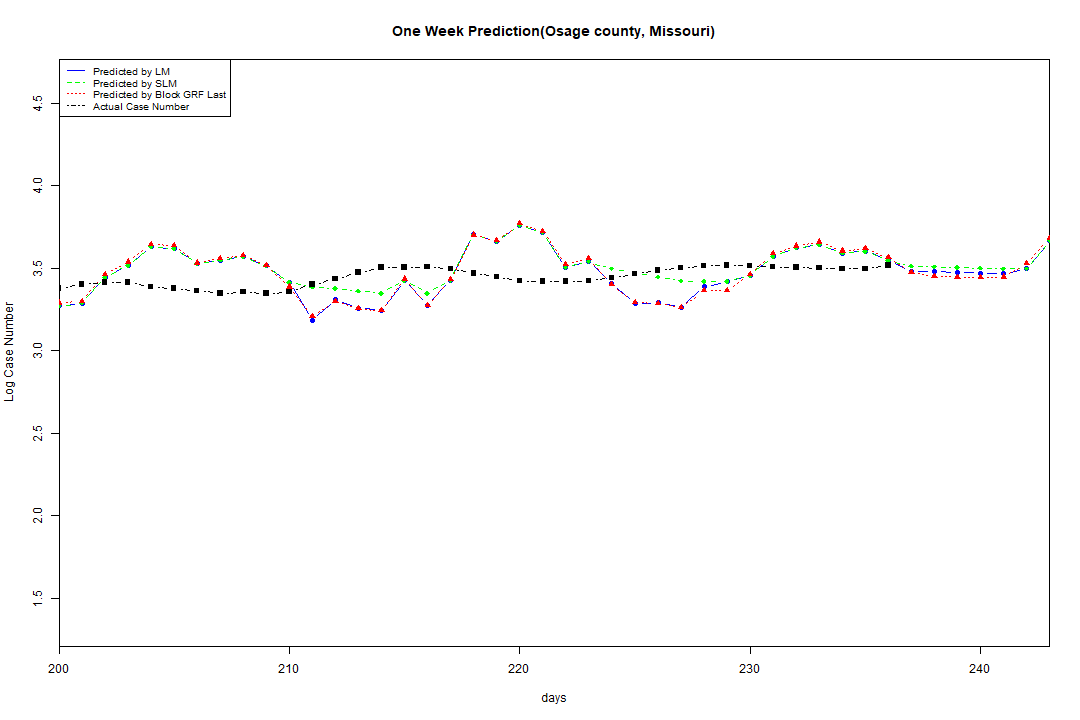 One Week Prediction(Osage county, Missouri)
Predicted by LM
Predicted by SLM
Predicted by Block GRF Last
Actual Case Number
4.5
4.0
3.5
3.0
2.5
2.0
1.5
Log Case Number
200 210 220 230 240
days